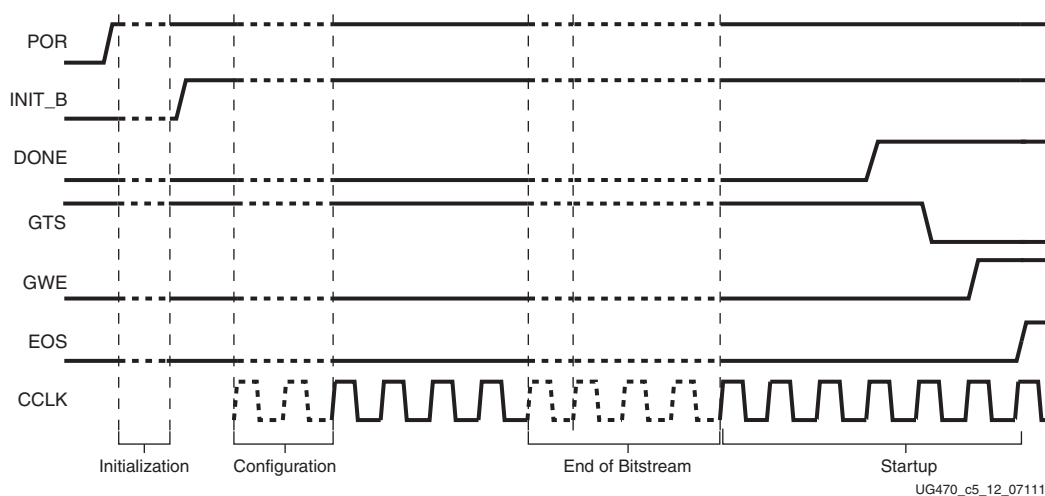 POR
INIT_B
DONE
GTS
GWE
EOS
CCLK
Initialization Configuration End of Bitstream Startup
UG470_c5_12_07111